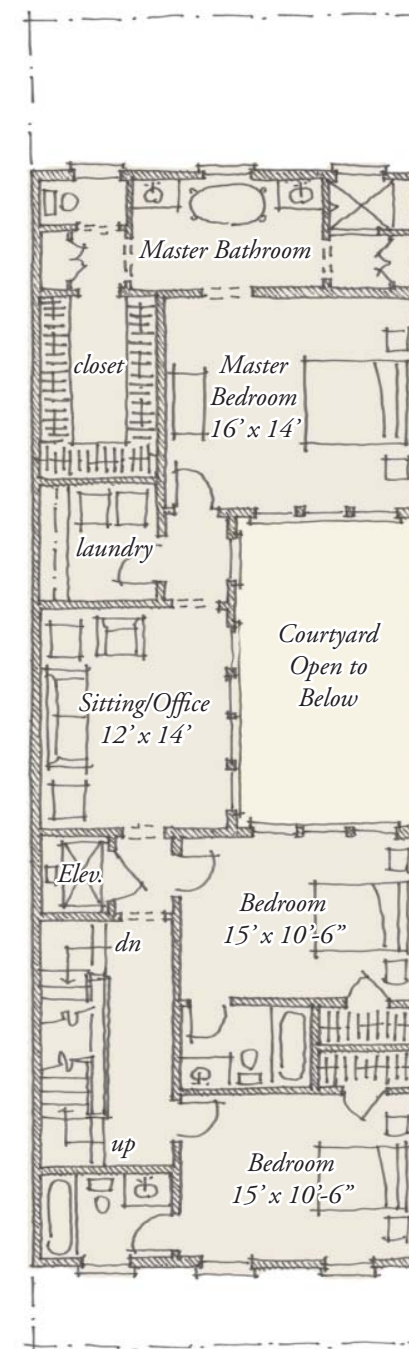 Master Bathroom
closet
Master
Bedroom
16’ x 14’
laundry
Courtyard
Open to
Below
Sitting/Office
12’ x 14’
Elev.
Bedroom
15’ x 10’-6”
dn
up
Bedroom
15’ x 10’-6”